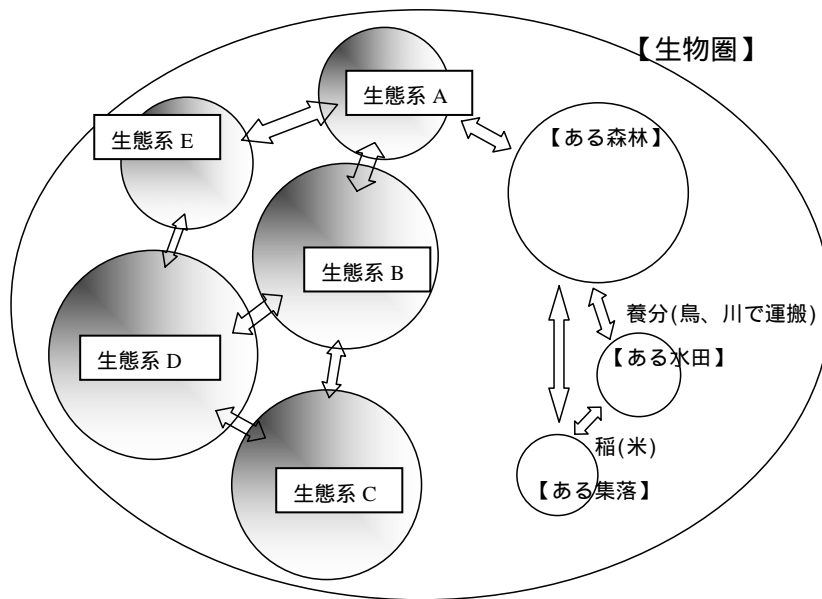 【生物圏】
生態系 A
生態系 E
【ある森林】
生態系 B
養分(鳥、川で運搬)
生態系 D
【ある水田】
稲(米)
生態系 C
【ある集落】